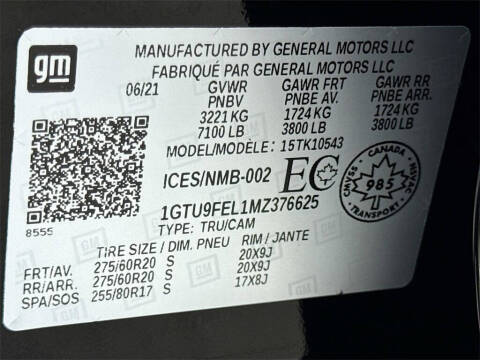 gm
MANUFACTURED BY GENERAL MOTORS LLC
FABRIQUÉ PAR GENERAL MOTORS LLC
06/21 GVWR GAWR FRT GAWR RR
PNBV PNBE AV. PNBE ARR.
3221 KG 1724 KG 1724 KG
7100 LB 3800 LB 3800 LB
MODEL/MODÈLE: 15TK10543
ICES/NMB-002 EC
CANADA
985
TRANSPORT
SVMAC
8555
1GTU9FEL1MZ376625
TYPE: TRU/CAM
TIRE SIZE / DIM. PNEU RIM / JANTE
FRT/AV. 275/60R20 S 20X9J
RR/ARR. 275/60R20 S 20X9J
SPA/SOS 255/80R17 S 17X8J